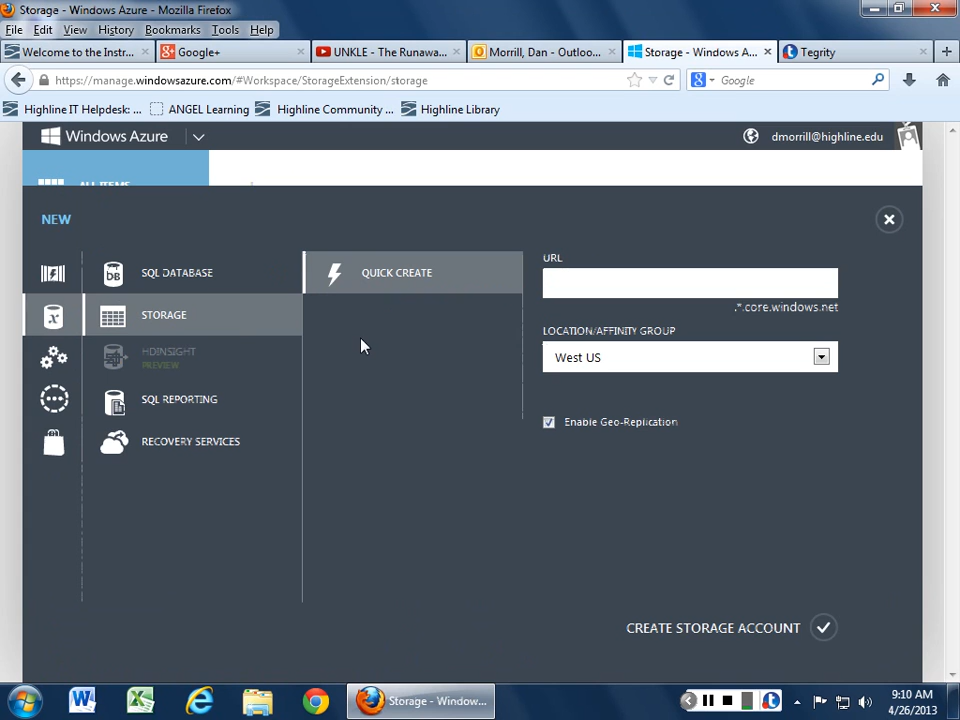 Storage - Windows Azure - Mozilla Firefox
File Edit View History Bookmarks Tools Help
Welcome to the Instr...
Google+
UNKLE - The Runawa...
Morrill, Dan - Outloo...
Storage - Windows A...
Tegrity
https://manage.windowsazure.com/#Workspace/StorageExtension/storage
Google
Highline IT Helpdesk: ...
ANGEL Learning
Highline Community ...
Highline Library
Windows Azure
dmorrill@highline.edu
ALL ITEMS
NEW
SQL DATABASE
QUICK CREATE
URL
.*.core.windows.net
STORAGE
LOCATION/AFFINITY GROUP
West US
HDINSIGHT
PREVIEW
SQL REPORTING
Enable Geo-Replication
RECOVERY SERVICES
CREATE STORAGE ACCOUNT
Storage - Window...
9:10 AM
4/26/2013